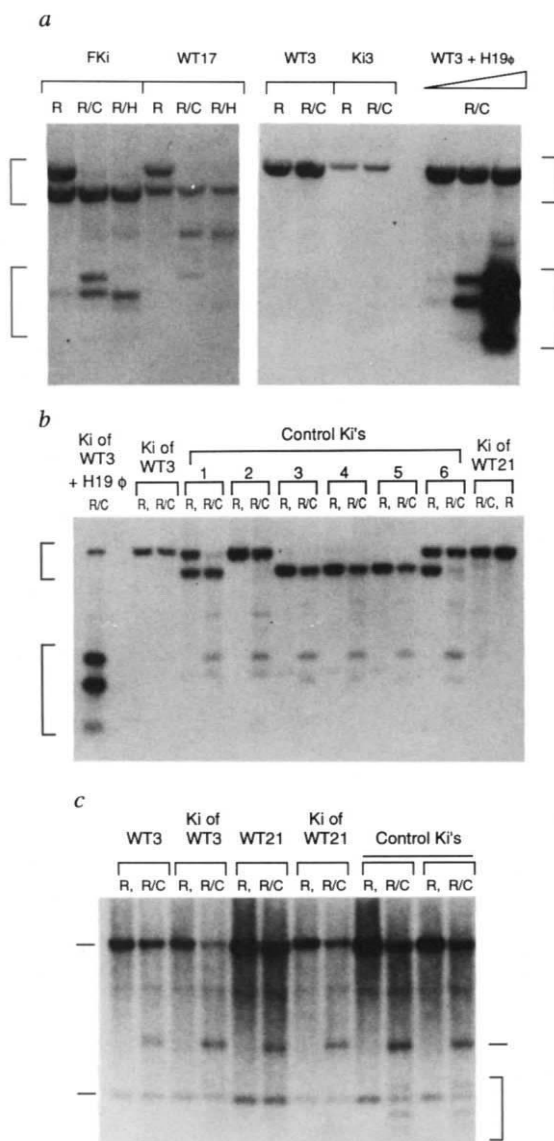 a
FKi WT17 WT3 Ki3 WT3 + H19ϕ
R R/C R/H R R/C R/H R R/C R R/C R/C
b
Ki of WT3 + H19 ϕ
R/C
Ki of WT3
R, R/C
Control Ki's
1 2 3 4 5 6
R, R/C R, R/C R, R/C R, R/C R, R/C R, R/C
Ki of WT21
R/C, R
c
WT3 Ki of WT3 WT21 Ki of WT21 Control Ki's
R, R/C R, R/C R, R/C R, R/C R, R/C R, R/C